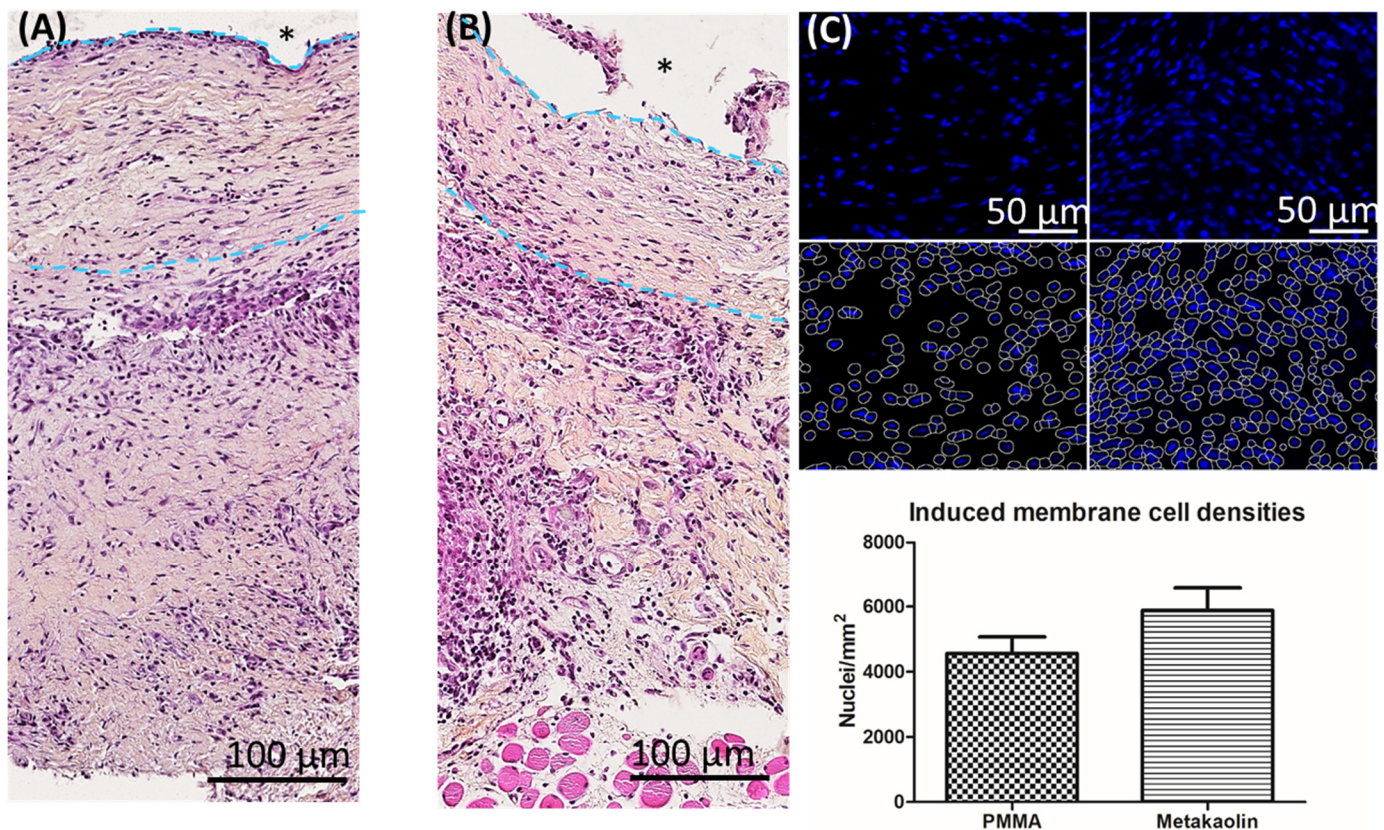 (A)
*
100 μm
(B)
*
100 μm
(C)
50 μm
50 μm
Induced membrane cell densities
8000
6000
4000
2000
0
Nuclei/mm²
PMMA
Metakaolin